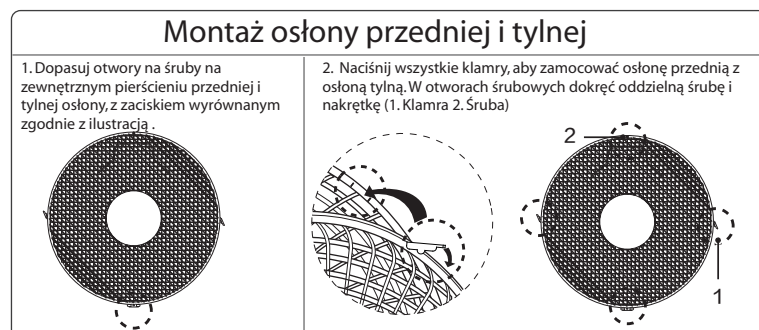 Montaż osłony przedniej i tylnej
1. Dopasuj otwory na śruby na
zewnętrznym pierścieniu przedniej i
tylnej osłony, z zaciskiem wyrównanym
zgodnie z ilustracją .
2. Naciśnij wszystkie klamry, aby zamocować osłonę przednią z
osłoną tylną. W otworach śrubowych dokręć oddzielną śrubę i
nakrętkę (1. Klamra 2. Śruba)
2
1